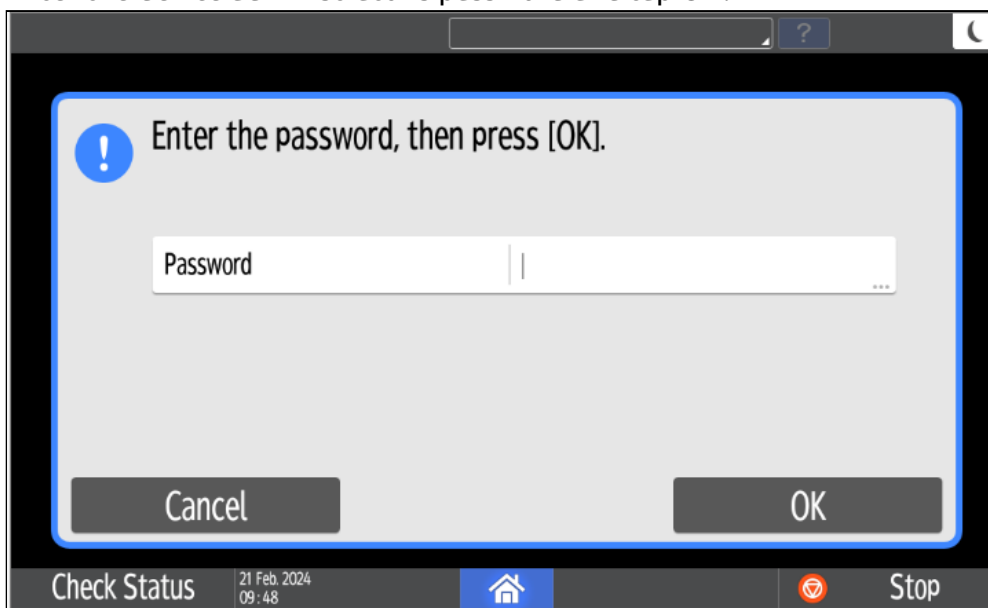 ?
Enter the password, then press [OK].
Password
...
Cancel
OK
Check Status
21 Feb. 2024
09:48
Stop